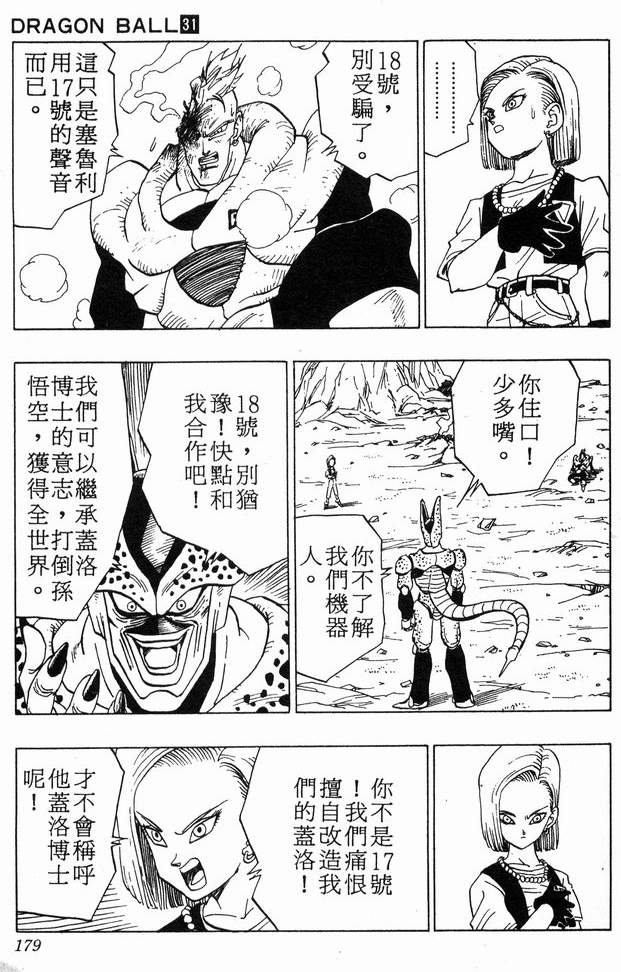 DRAGON BALL 31
…………
………
18號，
別受騙了。
這只是塞魯利
用17號的聲音
而已。
你住口！
少多嘴。
你不了解
我們機器
人。
18號，別猶
豫！快點和
我合作吧！
我們可以繼承蓋洛
博士的意志，打倒孫
悟空，獲得全世界。
你不是17號
！我們痛恨
擅自改造我
們的蓋洛！
才不會稱呼
他蓋洛博士
呢！
179